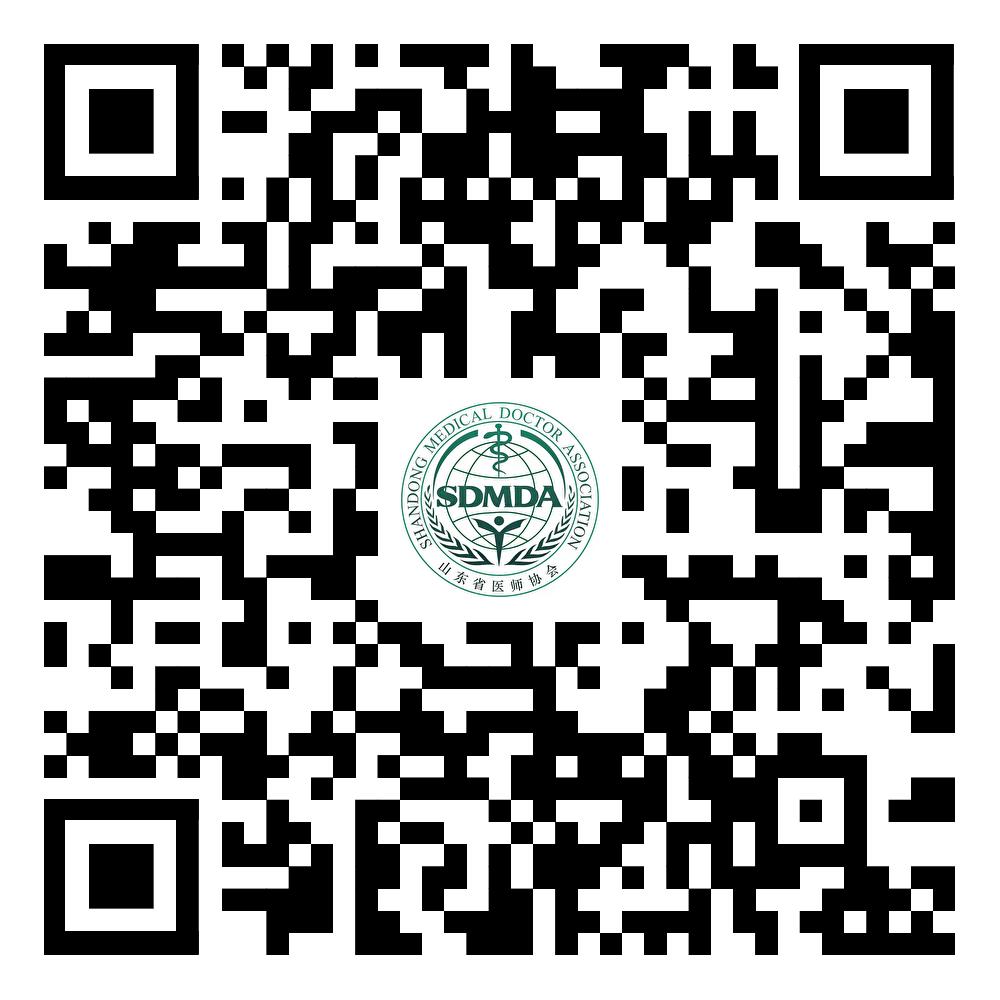 SHANDONG MEDICAL DOCTOR ASSOCIATION
SDMDA
山东省医师协会